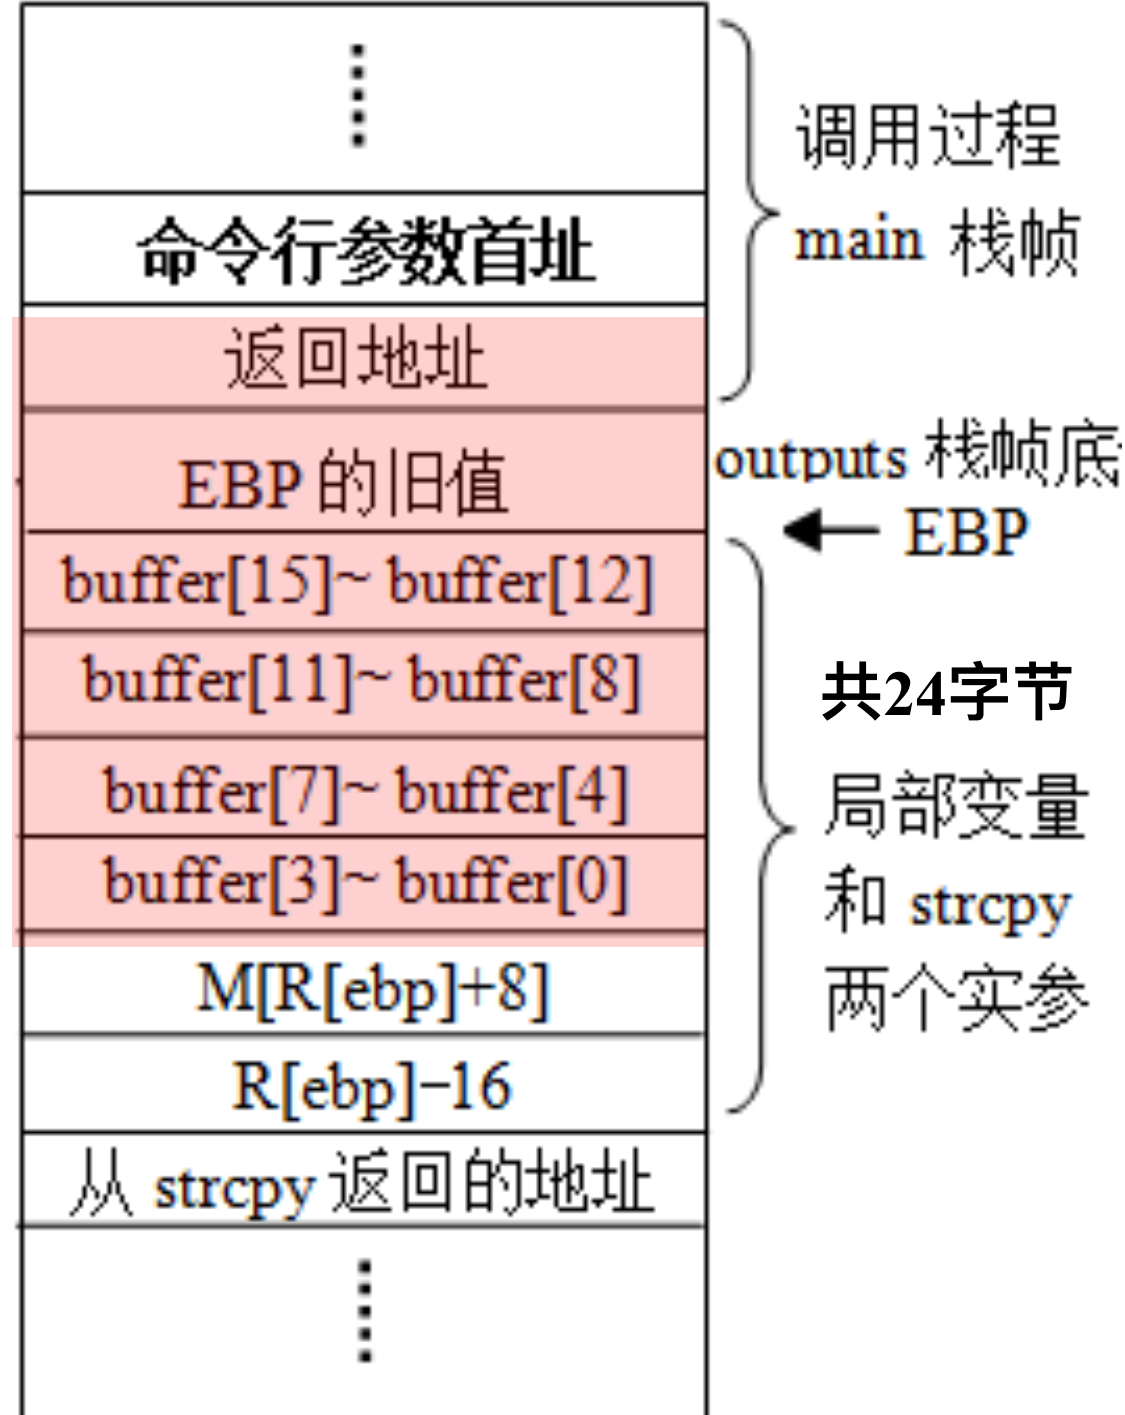 调用过程
main 栈帧
命令行参数首址
返回地址
EBP 的旧值
outputs 栈帧底
EBP
buffer[15]~ buffer[12]
buffer[11]~ buffer[8]
buffer[7]~ buffer[4]
buffer[3]~ buffer[0]
共24字节
局部变量
和 strcpy
两个实参
M[R[ebp]+8]
R[ebp]−16
从 strcpy 返回的地址